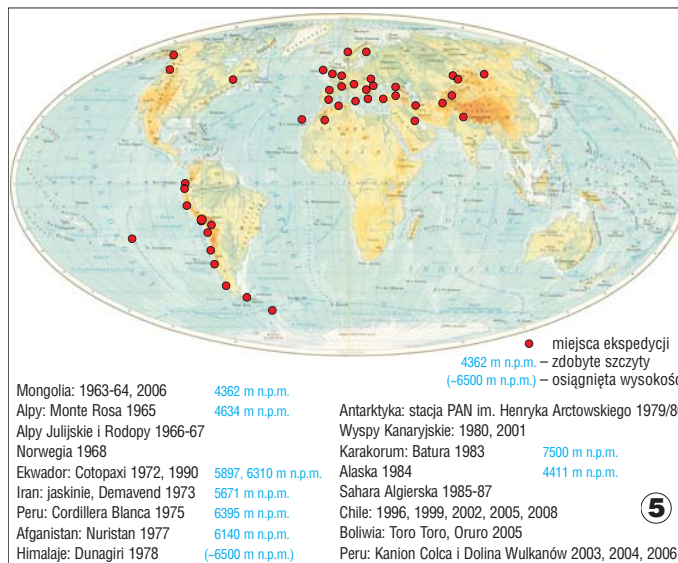 miejsca ekspedycji
4362 m n.p.m. – zdobyte szczyty
(~6500 m n.p.m.) – osiągnięta wysokość
Mongolia: 1963-64, 2006 4362 m n.p.m.
Alpy: Monte Rosa 1965 4634 m n.p.m.
Alpy Julijskie i Rodopy 1966-67
Norwegia 1968
Ekwador: Cotopaxi 1972, 1990 5897, 6310 m n.p.m.
Iran: jaskinie, Demavend 1973 5671 m n.p.m.
Peru: Cordillera Blanca 1975 6395 m n.p.m.
Afganistan: Nuristan 1977 6140 m n.p.m.
Himalaje: Dunagiri 1978 (~6500 m n.p.m.)
Antarktyka: stacja PAN im. Henryka Arctowskiego 1979/8
Wyspy Kanaryjskie: 1980, 2001
Karakorum: Batura 1983 7500 m n.p.m.
Alaska 1984 4411 m n.p.m.
Sahara Algierska 1985-87
Chile: 1996, 1999, 2002, 2005, 2008
Boliwia: Toro Toro, Oruro 2005
Peru: Kanion Colca i Dolina Wulkanów 2003, 2004, 2006
5